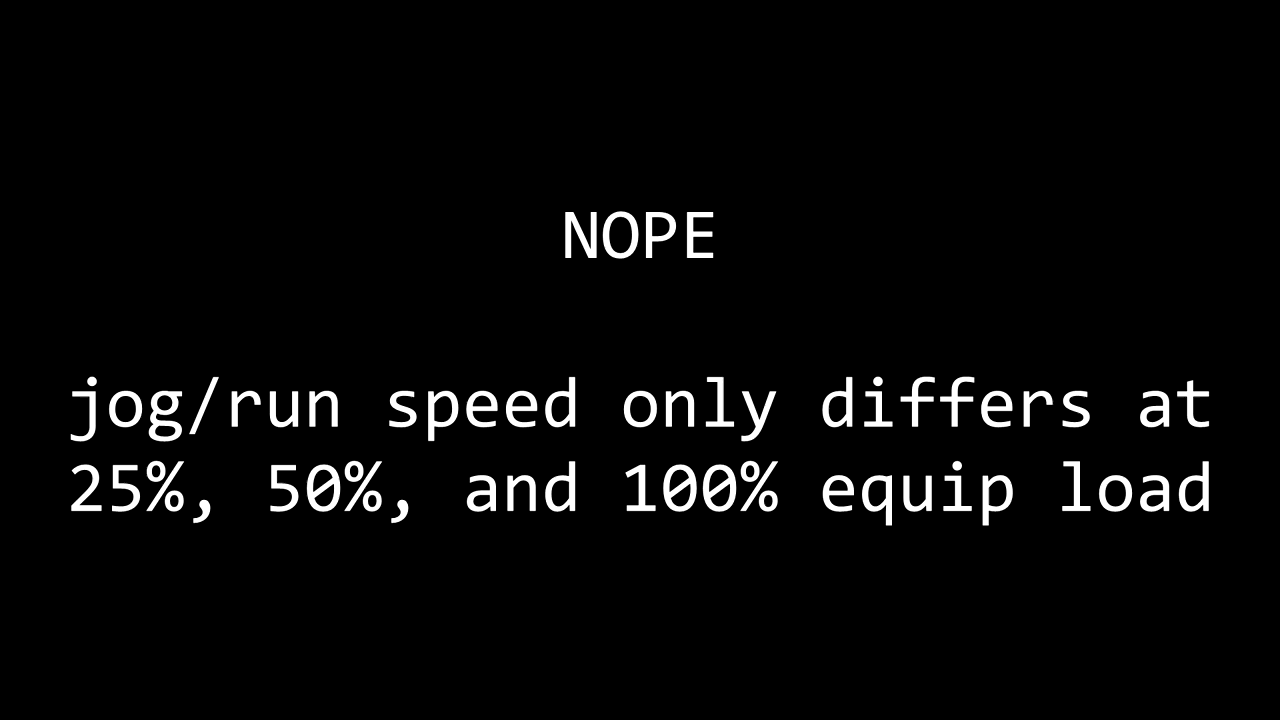 NOPE
jog/run speed only differs at
25%, 50%, and 100% equip load